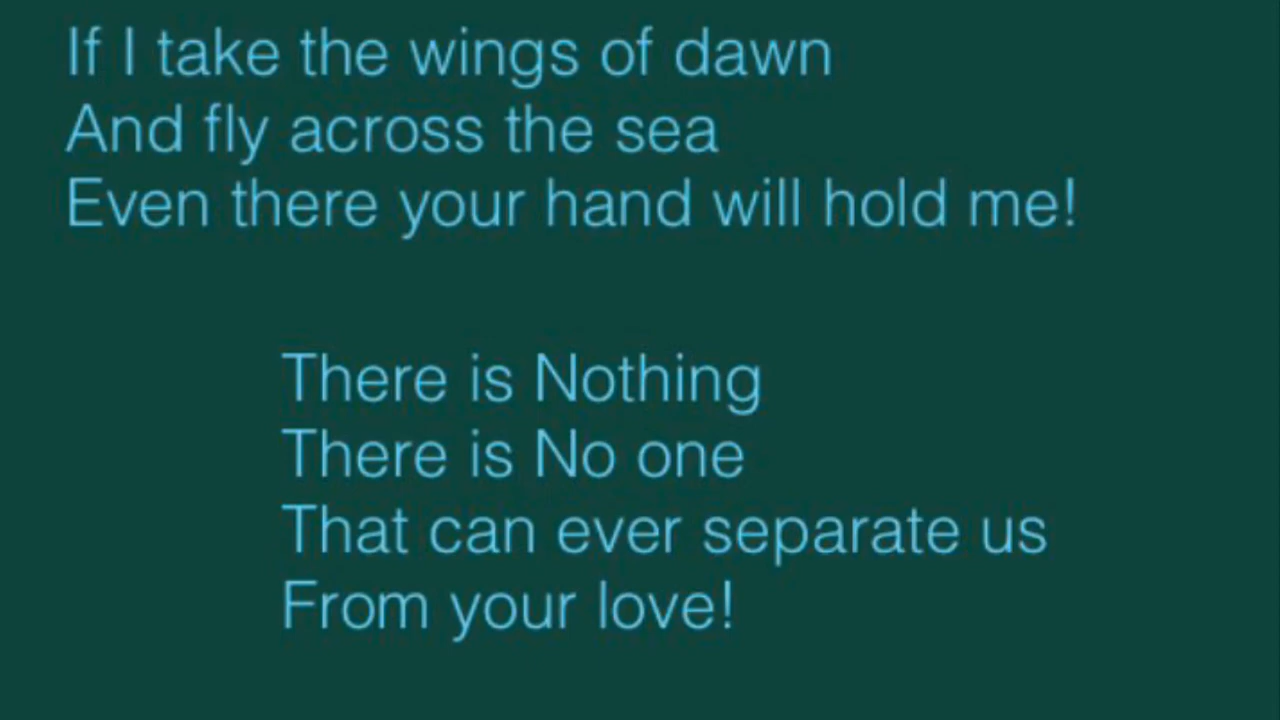 If I take the wings of dawn
And fly across the sea
Even there your hand will hold me!
There is Nothing
There is No one
That can ever separate us
From your love!